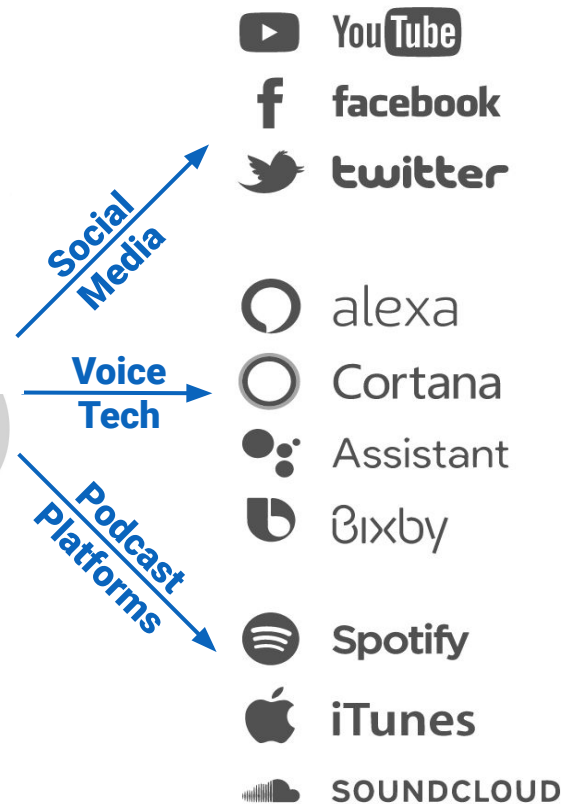 YouTube
facebook
twitter
Social
Media
alexa
Voice
Tech
Cortana
Assistant
Bixby
Podcast
Platforms
Spotify
iTunes
SOUNDCLOUD